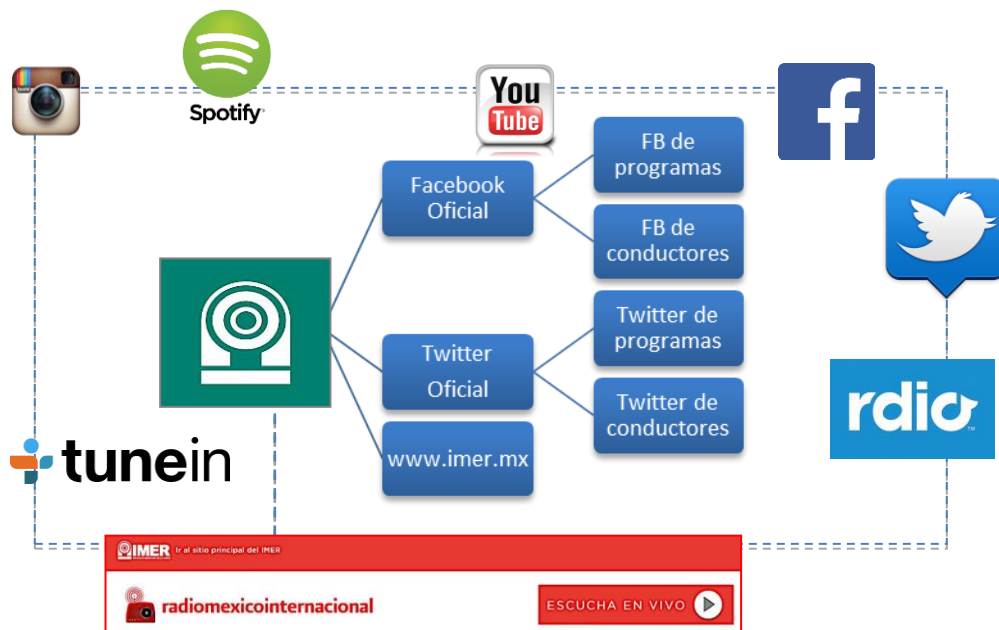 Spotify
You
Tube
f
FB de
programas
Facebook
Oficial
FB de
conductores
Twitter de
programas
Twitter
Oficial
rdio
Twitter de
conductores
tunein
www.imer.mx
IMER Ir al sitio principal del IMER
radiomexicointernacional
ESCUCHA EN VIVO